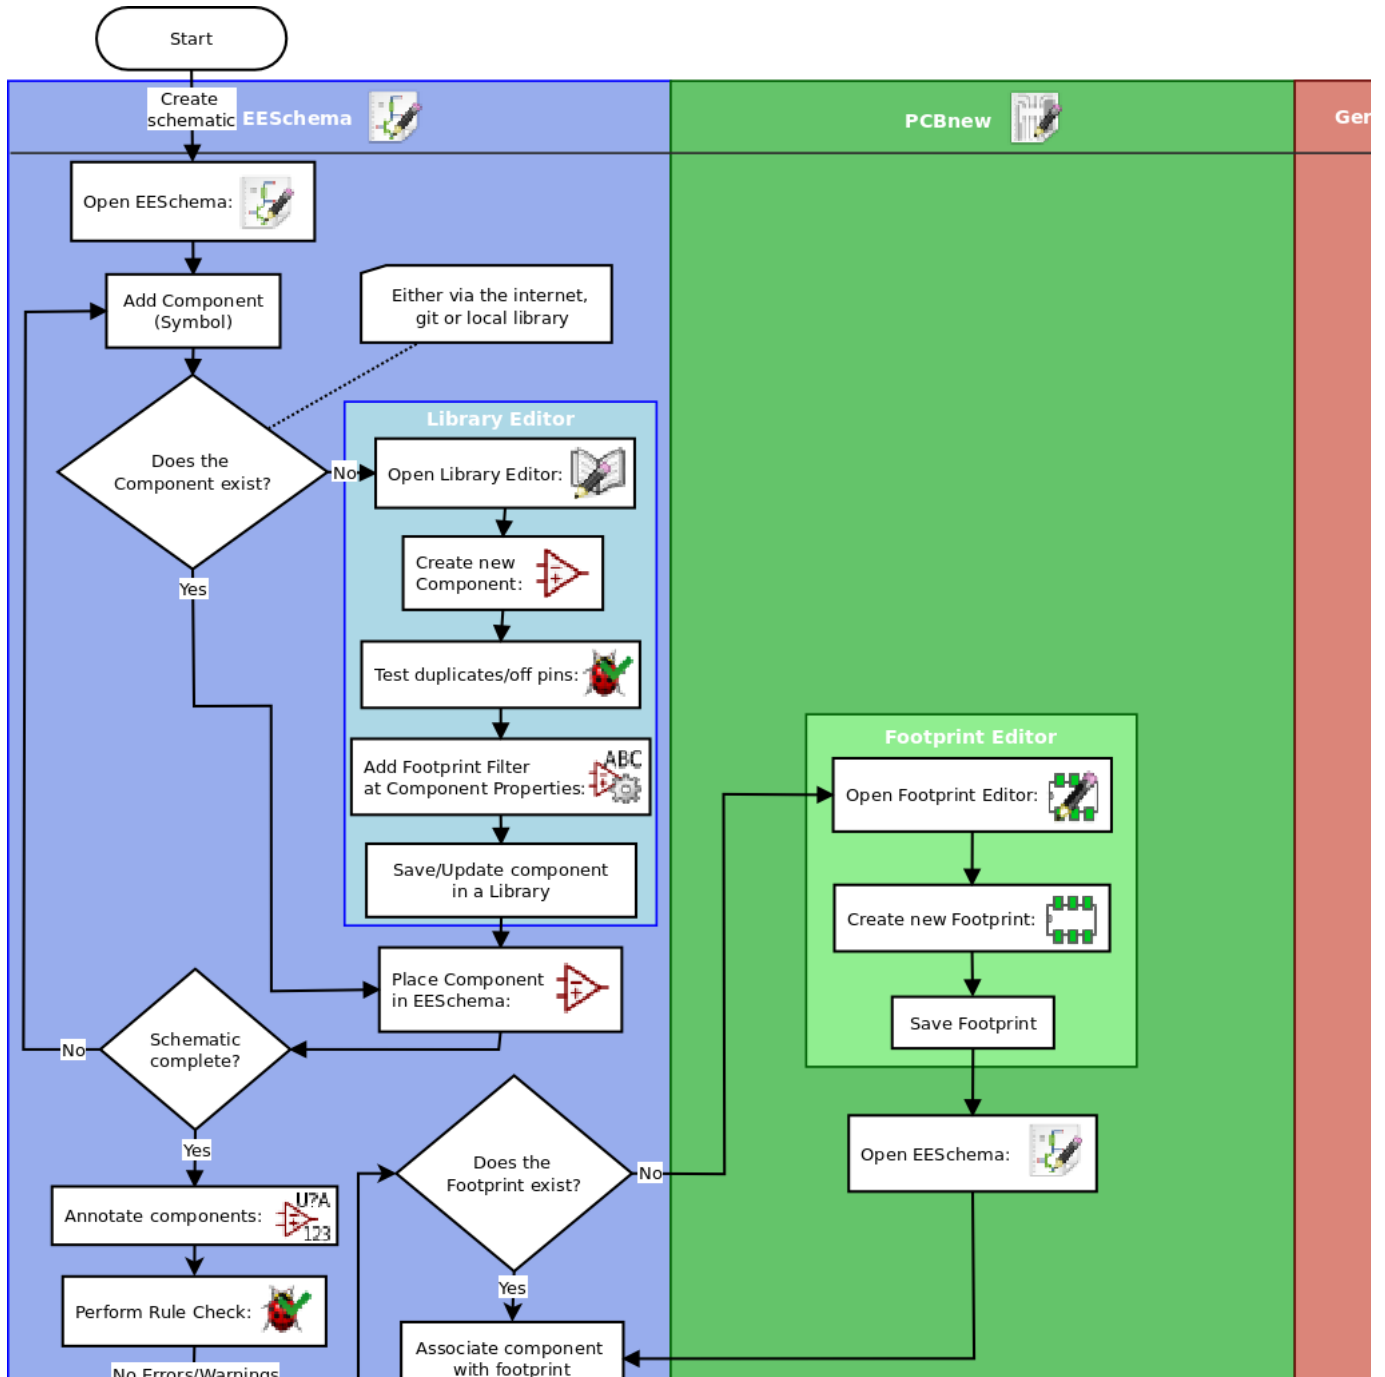 Start
Create
schematic
EESchema
PCBnew
Open EESchema:
Add Component
(Symbol)
Either via the internet,
git or local library
Does the
Component exist?
No
Yes
Library Editor
Open Library Editor:
Create new
Component:
Test duplicates/off pins:
Add Footprint Filter
at Component Properties:
ABC
Save/Update component
in a Library
Place Component
in EESchema:
Schematic
complete?
No
Yes
Annotate components:
U?A
123
Perform Rule Check:
No Errors/Warnings
Does the
Footprint exist?
No
Yes
Associate component
with footprint
Footprint Editor
Open Footprint Editor:
Create new Footprint:
Save Footprint
Open EESchema: